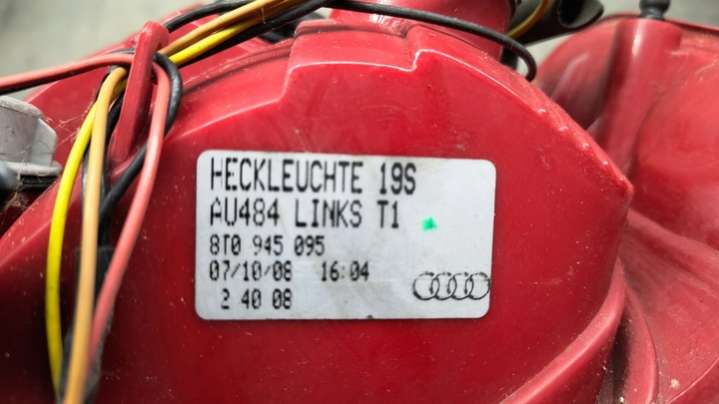 HECKLEUCHTE 19S
AU484 LINKS T1
8T0 945 095
07/10/08 16:04
2 40 08